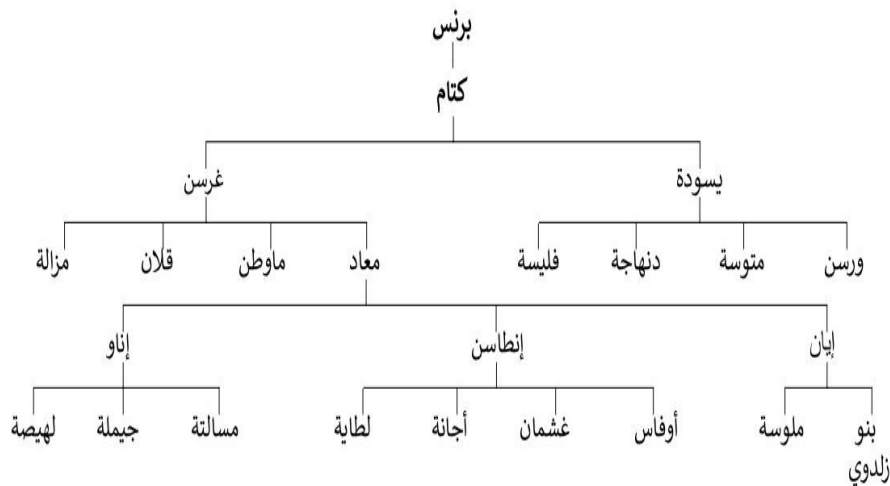 برنس
كتام
يسودة غرسن
ورسن متوسة دنهاجة فليسة معاد ماوطن قلان مزالة
إيان إنطاسن إناو
بنو زلدوي ملوسة أوفاس غشمان أجانة لطاية مسالتة جيملة لهيصة